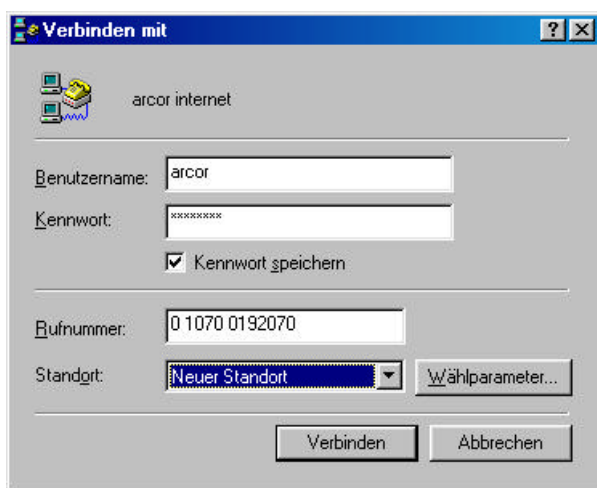 Verbinden mit
arcor internet
Benutzername: arcor
Kennwort: ********
Kennwort speichern
Rufnummer: 0 1070 0192070
Standort: Neuer Standort Wählparameter...
Verbinden Abbrechen